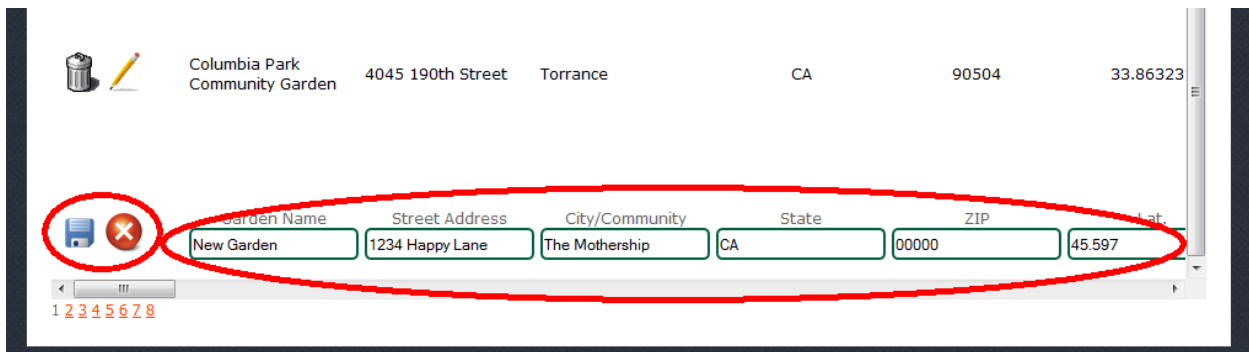 Columbia Park
Community Garden
4045 190th Street
Torrance
CA
90504
33.86323
Garden Name
Street Address
City/Community
State
ZIP
Lat.
New Garden
1234 Happy Lane
The Mothership
CA
00000
45.597
1 2 3 4 5 6 7 8